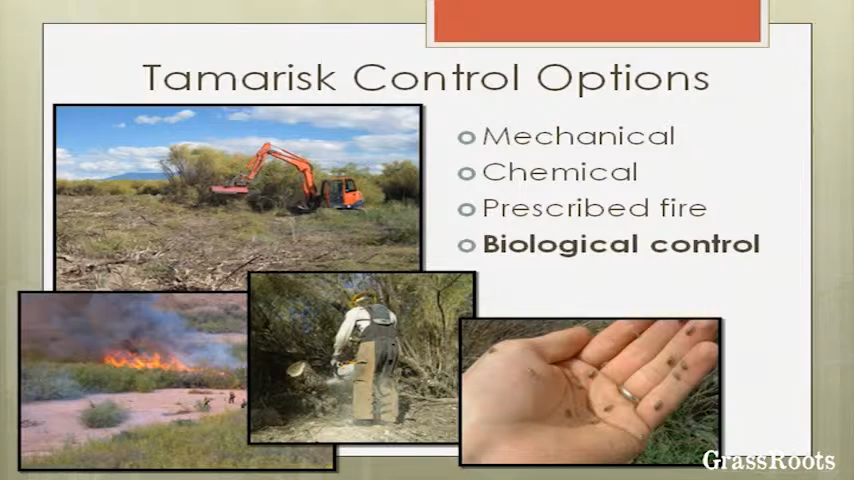 Tamarisk Control Options
Mechanical
Chemical
Prescribed fire
Biological control
GrassRoots